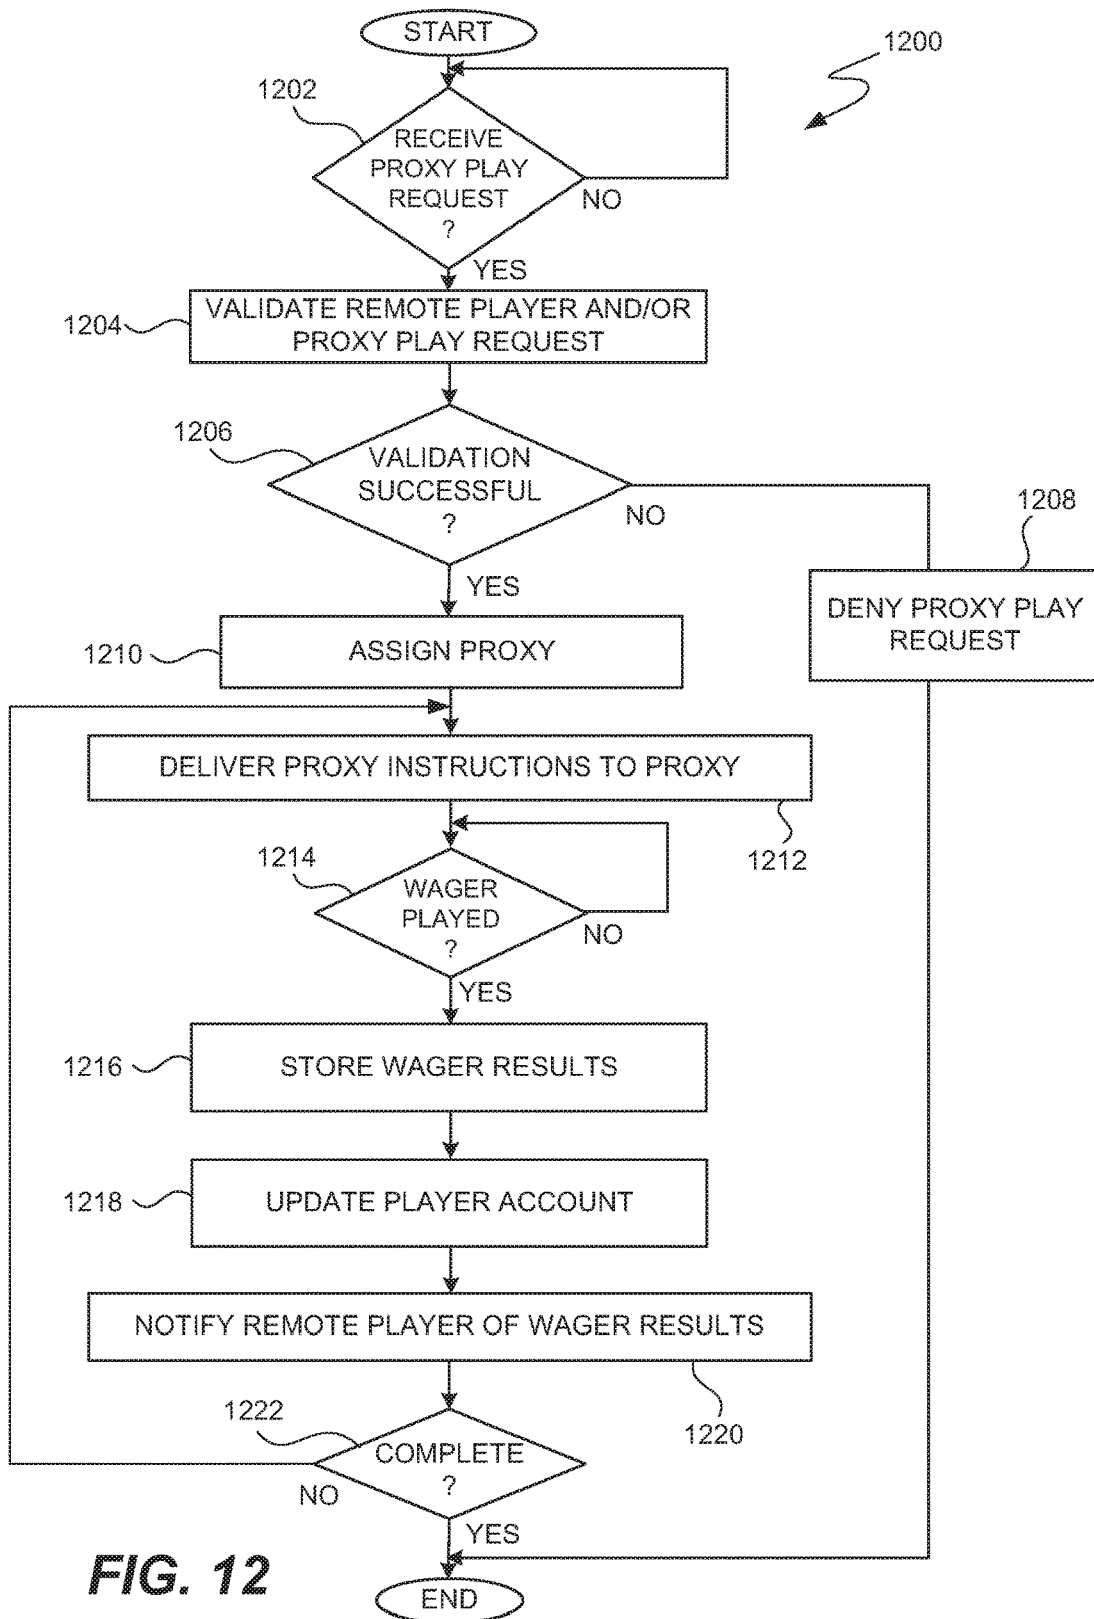 START
1200
1202
RECEIVE
PROXY PLAY
REQUEST
?
NO
YES
1204
VALIDATE REMOTE PLAYER AND/OR
PROXY PLAY REQUEST
1206
VALIDATION
SUCCESSFUL
?
NO
1208
YES
DENY PROXY PLAY
REQUEST
1210
ASSIGN PROXY
DELIVER PROXY INSTRUCTIONS TO PROXY
1212
1214
WAGER
PLAYED
?
NO
YES
1216
STORE WAGER RESULTS
1218
UPDATE PLAYER ACCOUNT
NOTIFY REMOTE PLAYER OF WAGER RESULTS
1220
1222
COMPLETE
?
NO
YES
FIG. 12
END